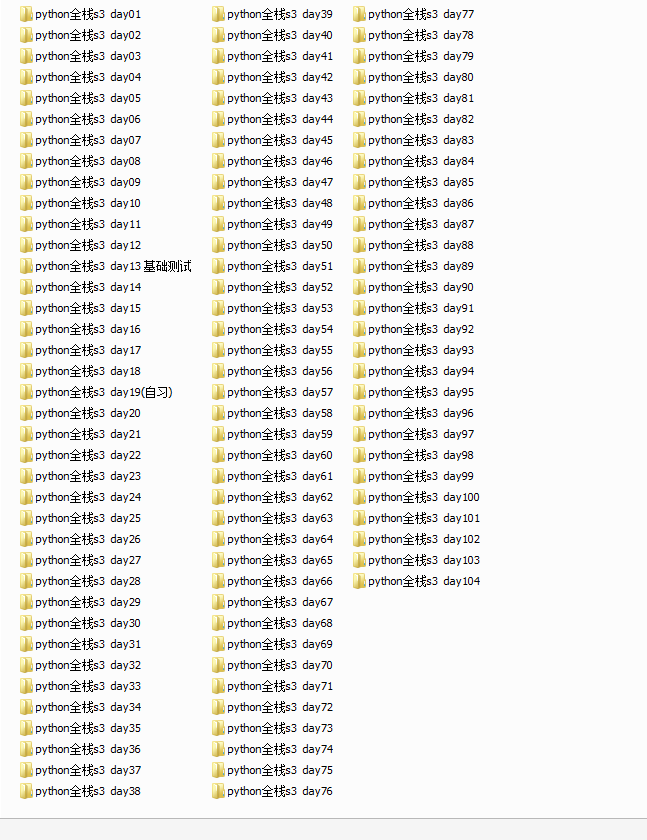 python全栈s3 day01
python全栈s3 day02
python全栈s3 day03
python全栈s3 day04
python全栈s3 day05
python全栈s3 day06
python全栈s3 day07
python全栈s3 day08
python全栈s3 day09
python全栈s3 day10
python全栈s3 day11
python全栈s3 day12
python全栈s3 day13 基础测试
python全栈s3 day14
python全栈s3 day15
python全栈s3 day16
python全栈s3 day17
python全栈s3 day18
python全栈s3 day19(自习)
python全栈s3 day20
python全栈s3 day21
python全栈s3 day22
python全栈s3 day23
python全栈s3 day24
python全栈s3 day25
python全栈s3 day26
python全栈s3 day27
python全栈s3 day28
python全栈s3 day29
python全栈s3 day30
python全栈s3 day31
python全栈s3 day32
python全栈s3 day33
python全栈s3 day34
python全栈s3 day35
python全栈s3 day36
python全栈s3 day37
python全栈s3 day38
python全栈s3 day39
python全栈s3 day40
python全栈s3 day41
python全栈s3 day42
python全栈s3 day43
python全栈s3 day44
python全栈s3 day45
python全栈s3 day46
python全栈s3 day47
python全栈s3 day48
python全栈s3 day49
python全栈s3 day50
python全栈s3 day51
python全栈s3 day52
python全栈s3 day53
python全栈s3 day54
python全栈s3 day55
python全栈s3 day56
python全栈s3 day57
python全栈s3 day58
python全栈s3 day59
python全栈s3 day60
python全栈s3 day61
python全栈s3 day62
python全栈s3 day63
python全栈s3 day64
python全栈s3 day65
python全栈s3 day66
python全栈s3 day67
python全栈s3 day68
python全栈s3 day69
python全栈s3 day70
python全栈s3 day71
python全栈s3 day72
python全栈s3 day73
python全栈s3 day74
python全栈s3 day75
python全栈s3 day76
python全栈s3 day77
python全栈s3 day78
python全栈s3 day79
python全栈s3 day80
python全栈s3 day81
python全栈s3 day82
python全栈s3 day83
python全栈s3 day84
python全栈s3 day85
python全栈s3 day86
python全栈s3 day87
python全栈s3 day88
python全栈s3 day89
python全栈s3 day90
python全栈s3 day91
python全栈s3 day92
python全栈s3 day93
python全栈s3 day94
python全栈s3 day95
python全栈s3 day96
python全栈s3 day97
python全栈s3 day98
python全栈s3 day99
python全栈s3 day100
python全栈s3 day101
python全栈s3 day102
python全栈s3 day103
python全栈s3 day104